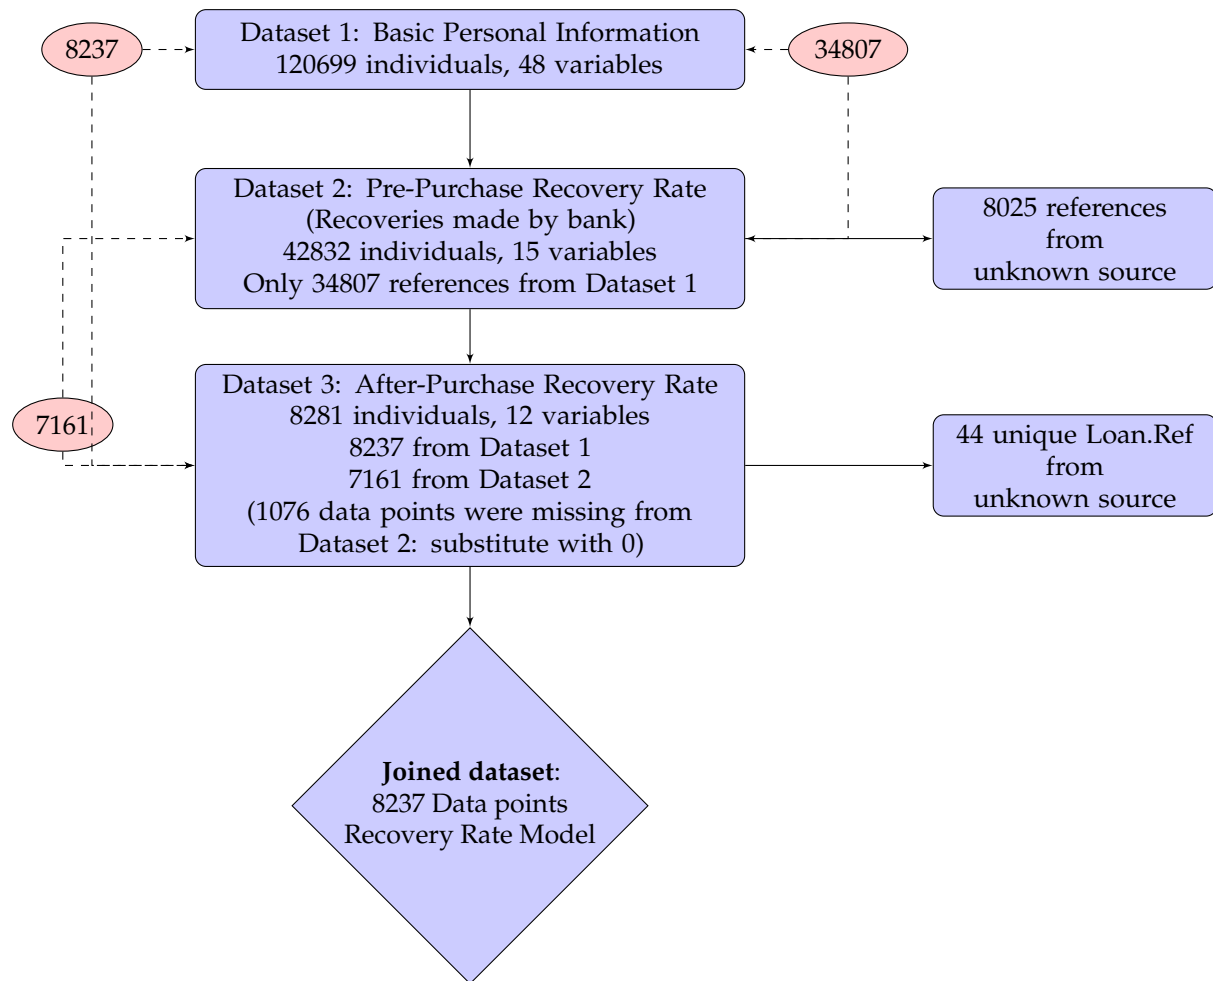 8237
Dataset 1: Basic Personal Information
120699 individuals, 48 variables
34807
Dataset 2: Pre-Purchase Recovery Rate
(Recoveries made by bank)
42832 individuals, 15 variables
Only 34807 references from Dataset 1
8025 references
from
unknown source
7161
Dataset 3: After-Purchase Recovery Rate
8281 individuals, 12 variables
8237 from Dataset 1
7161 from Dataset 2
(1076 data points were missing from
Dataset 2: substitute with 0)
44 unique Loan.Ref
from
unknown source
Joined dataset:
8237 Data points
Recovery Rate Model